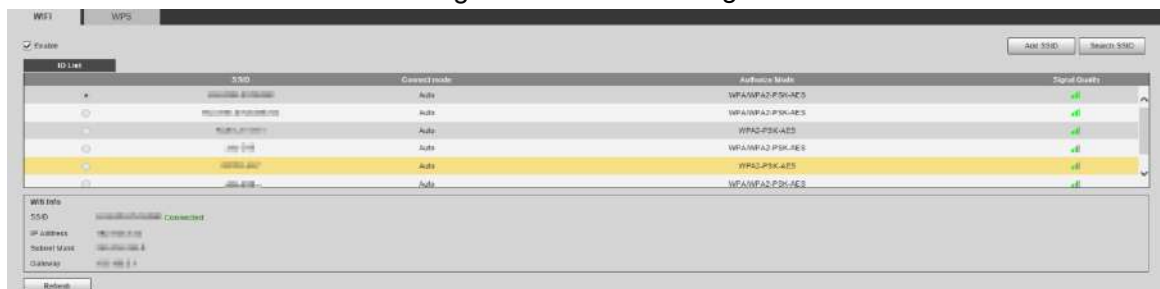 WIFI WPS
Enable Add SSID Search SSID
ID List
SSID Connect mode Authorize Mode Signal Quality
Auto WPA/WPA2-PSK-AES
Auto WPA/WPA2-PSK-AES
Auto WPA2-PSK-AES
Auto WPA/WPA2-PSK-AES
Auto WPA2-PSK-AES
Auto WPA/WPA2-PSK-AES
Wifi Info
SSID Connected
IP Address
Subnet Mask
Gateway
Refresh